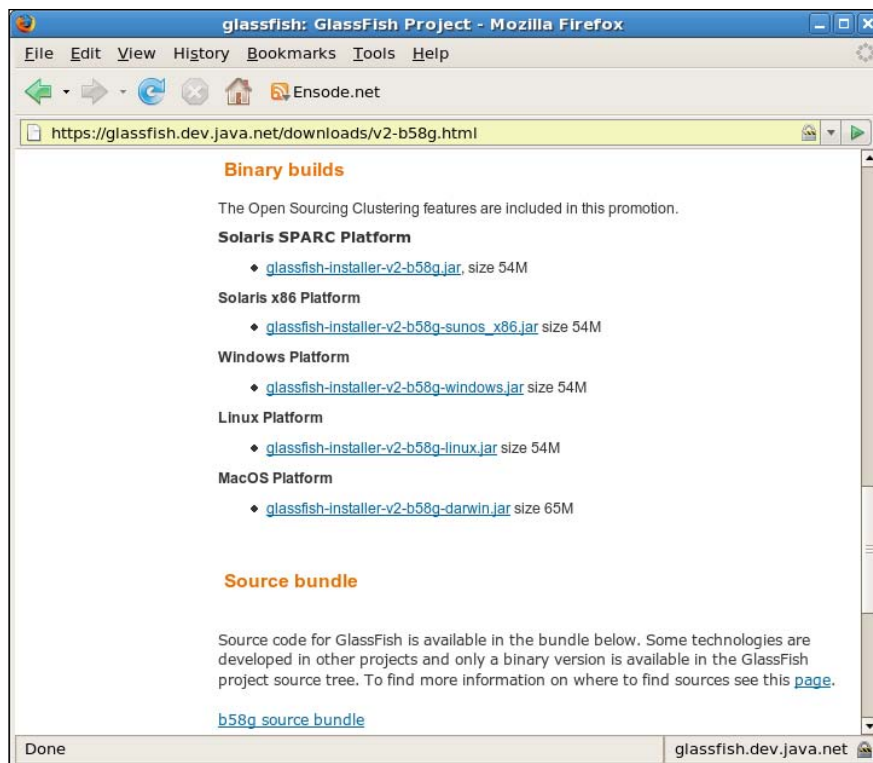 glassfish: GlassFish Project - Mozilla Firefox
File Edit View History Bookmarks Tools Help
Ensode.net
https://glassfish.dev.java.net/downloads/v2-b58g.html
Binary builds
The Open Sourcing Clustering features are included in this promotion.
Solaris SPARC Platform
glassfish-installer-v2-b58g.jar, size 54M
Solaris x86 Platform
glassfish-installer-v2-b58g-sunos_x86.jar size 54M
Windows Platform
glassfish-installer-v2-b58g-windows.jar size 54M
Linux Platform
glassfish-installer-v2-b58g-linux.jar size 54M
MacOS Platform
glassfish-installer-v2-b58g-darwin.jar size 65M
Source bundle
Source code for GlassFish is available in the bundle below. Some technologies are
developed in other projects and only a binary version is available in the GlassFish
project source tree. To find more information on where to find sources see this page.
b58g source bundle
Done
glassfish.dev.java.net